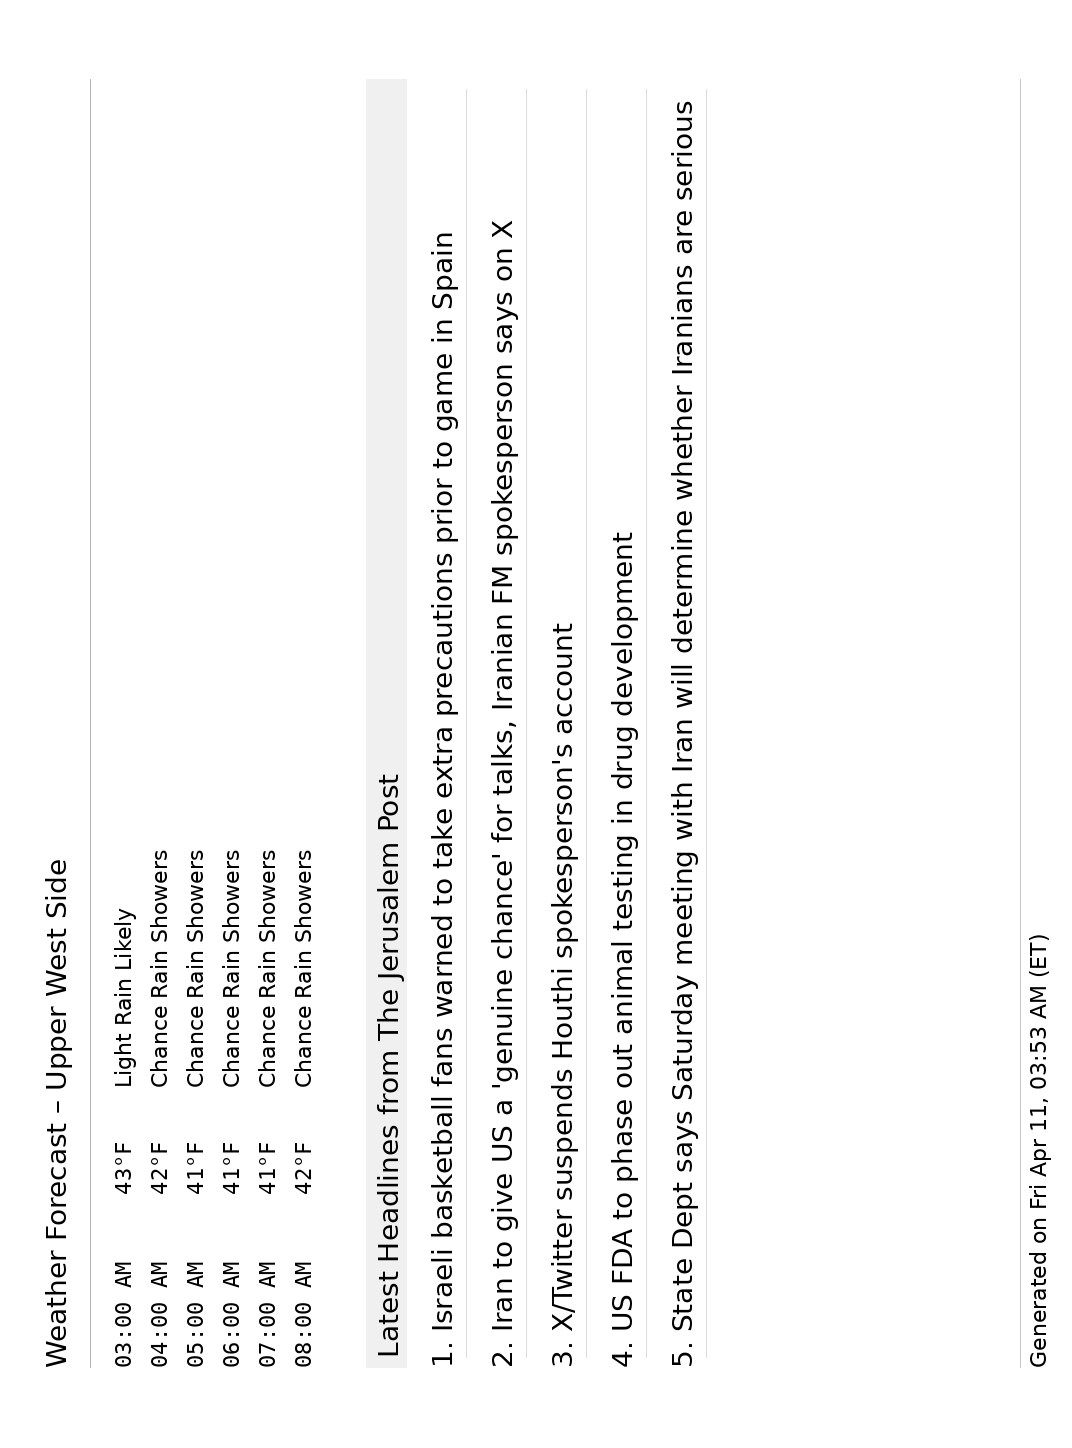 Weather Forecast – Upper West Side
03:00 AM 43°F Light Rain Likely
04:00 AM 42°F Chance Rain Showers
05:00 AM 41°F Chance Rain Showers
06:00 AM 41°F Chance Rain Showers
07:00 AM 41°F Chance Rain Showers
08:00 AM 42°F Chance Rain Showers
Latest Headlines from The Jerusalem Post
1. Israeli basketball fans warned to take extra precautions prior to game in Spain
2. Iran to give US a 'genuine chance' for talks, Iranian FM spokesperson says on X
3. X/Twitter suspends Houthi spokesperson's account
4. US FDA to phase out animal testing in drug development
5. State Dept says Saturday meeting with Iran will determine whether Iranians are serious
Generated on Fri Apr 11, 03:53 AM (ET)